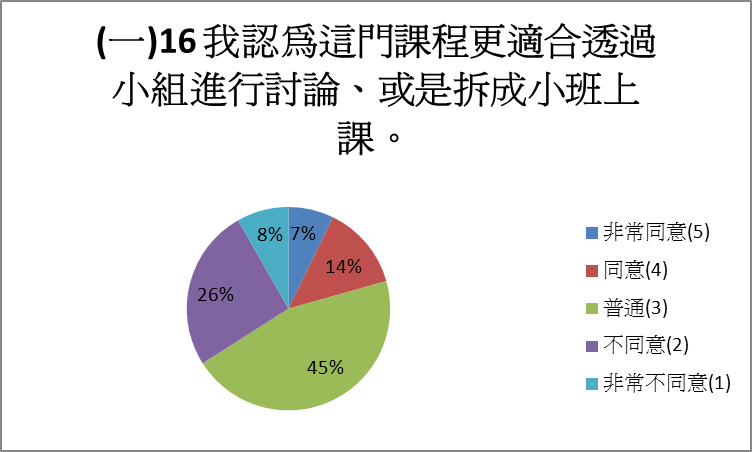 (一)16 我認為這門課程更適合透過
小組進行討論、或是拆成小班上
課。
8%
7%
14%
26%
45%
非常同意(5)
同意(4)
普通(3)
不同意(2)
非常不同意(1)